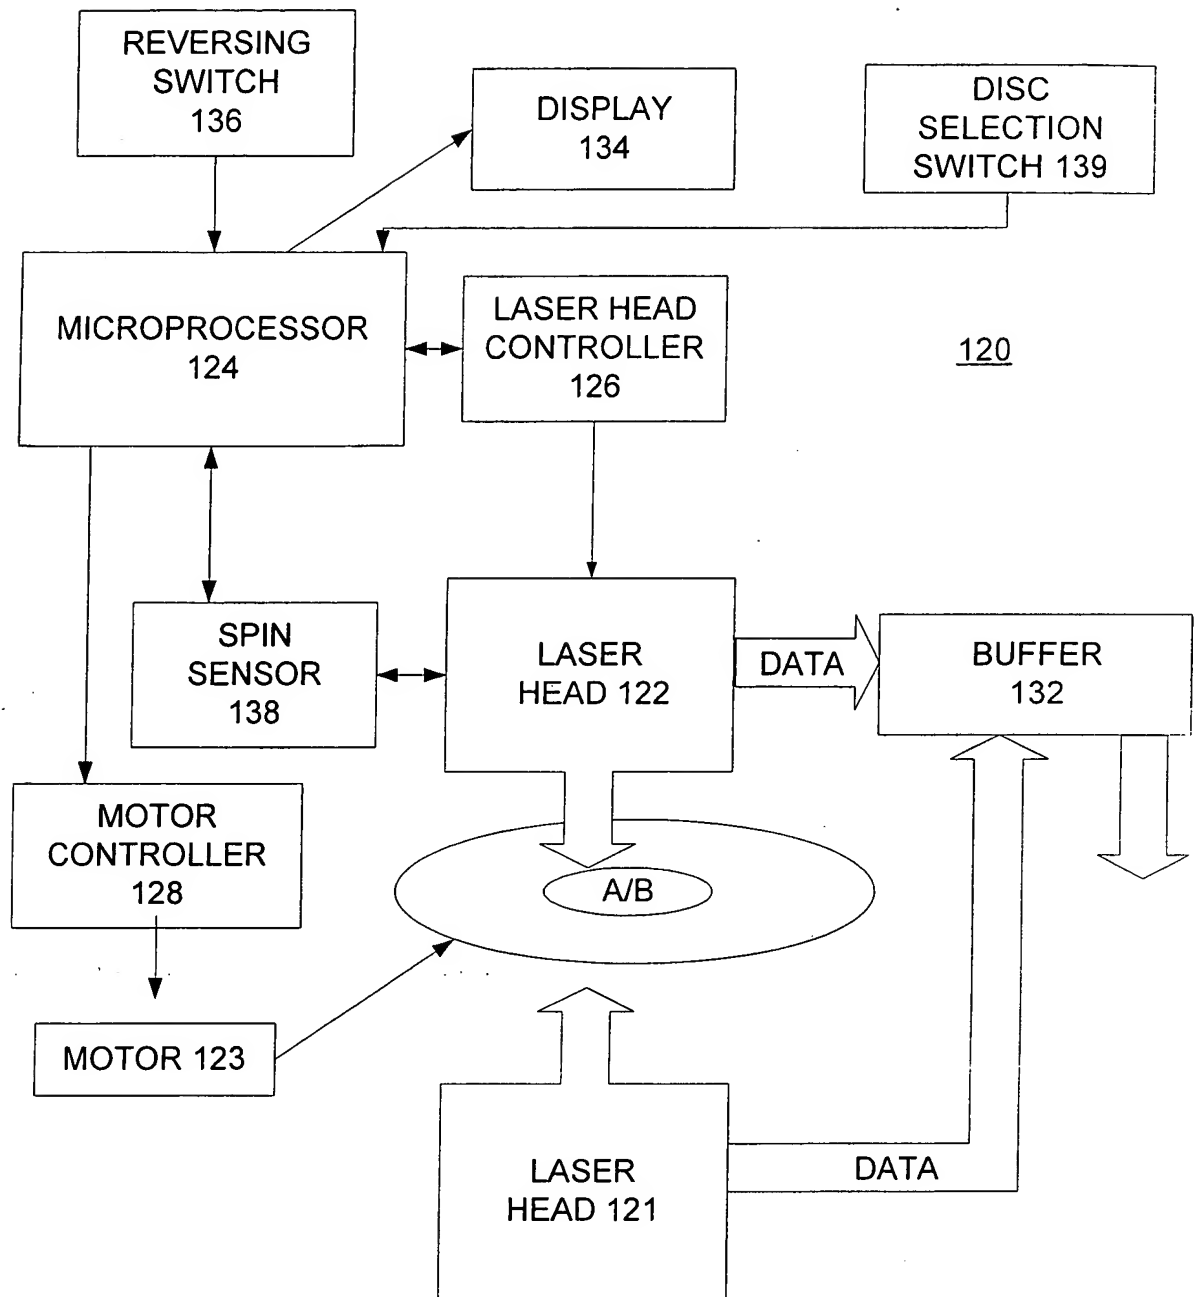 REVERSING
SWITCH
136
DISPLAY
134
DISC
SELECTION
SWITCH 139
MICROPROCESSOR
124
LASER HEAD
CONTROLLER
126
120
SPIN
SENSOR
138
LASER
HEAD 122
DATA
BUFFER
132
MOTOR
CONTROLLER
128
A/B
MOTOR 123
LASER
HEAD 121
DATA